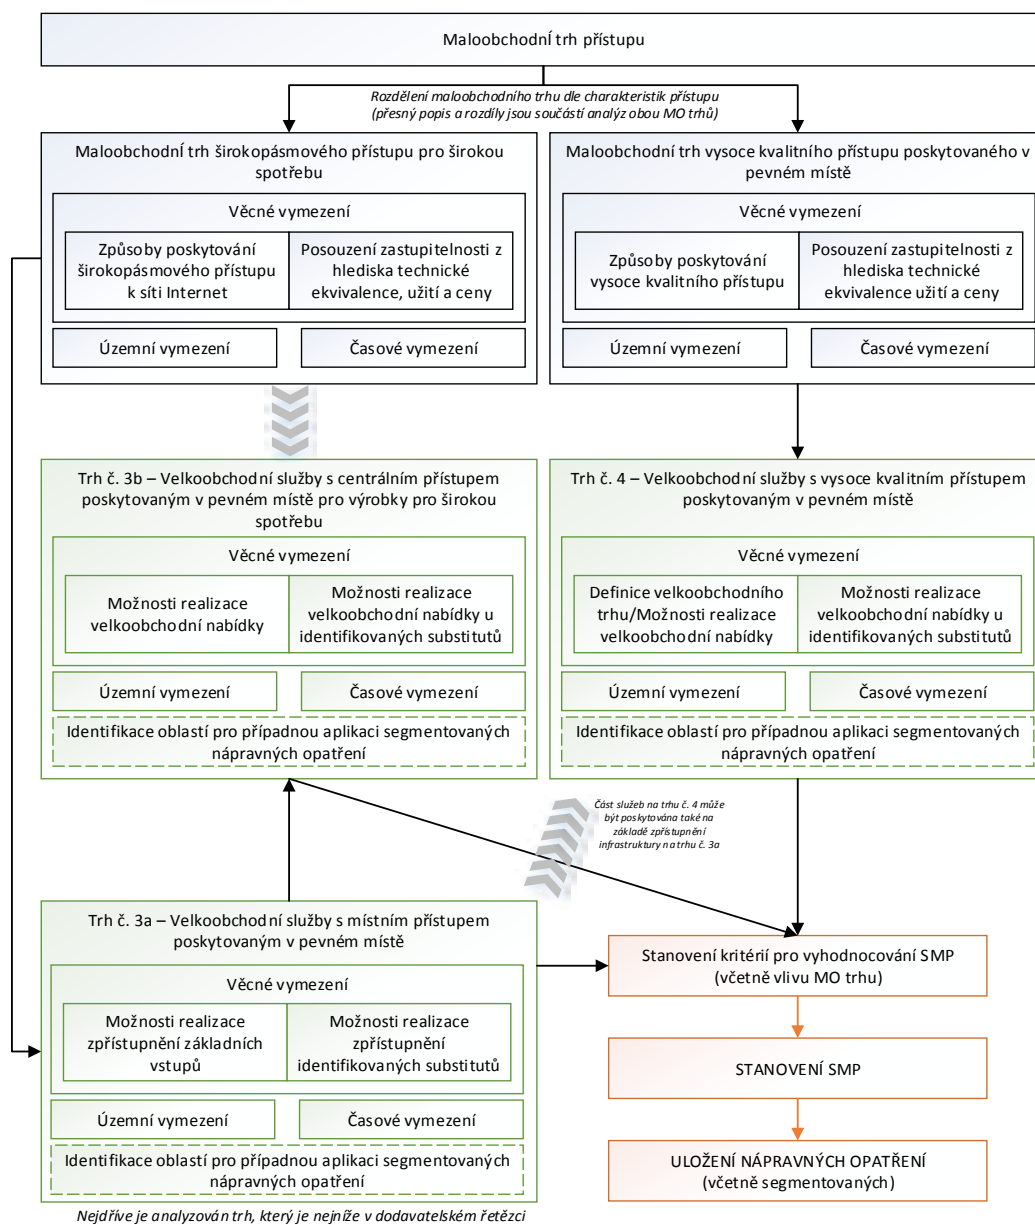 Maloobchodní trh přístupu
Rozdělení maloobchodního trhu dle charakteristik přístupu
(přesný popis a rozdíly jsou součástí analýz obou MO trhů)
Maloobchodní trh širokopásmového přístupu pro širokou
spotřebu
Věcné vymezení
Způsoby poskytování
širokopásmového přístupu
k síti Internet
Posouzení zastupitelnosti z
hlediska technické
ekvivalence, užití a ceny
Územní vymezení
Časové vymezení
Maloobchodní trh vysoce kvalitního přístupu poskytovaného v
pevném místě
Věcné vymezení
Způsoby poskytování
vysoce kvalitního přístupu
Posouzení zastupitelnosti z
hlediska technické
ekvivalence užití a ceny
Územní vymezení
Časové vymezení
Trh č. 3b – Velkoobchodní služby s centrálním přístupem
poskytovaným v pevném místě pro výrobky pro širokou
spotřebu
Věcné vymezení
Možnosti realizace
velkoobchodní nabídky
Možnosti realizace
velkoobchodní nabídky u
identifikovaných substitutů
Územní vymezení
Časové vymezení
Identifikace oblastí pro případnou aplikaci segmentovaných
nápravných opatření
Trh č. 4 – Velkoobchodní služby s vysoce kvalitním přístupem
poskytovaným v pevném místě
Věcné vymezení
Definice velkoobchodního
trhu/Možnosti realizace
velkoobchodní nabídky
Možnosti realizace
velkoobchodní nabídky u
identifikovaných substitutů
Územní vymezení
Časové vymezení
Identifikace oblastí pro případnou aplikaci segmentovaných
nápravných opatření
Část služeb na trhu č. 4 může
být poskytována také na
základě zpřístupnění
infrastruktury na trhu č. 3a
Trh č. 3a – Velkoobchodní služby s místním přístupem
poskytovaným v pevném místě
Věcné vymezení
Možnosti realizace
zpřístupnění základních
vstupů
Možnosti realizace
zpřístupnění
identifikovaných substitutů
Územní vymezení
Časové vymezení
Identifikace oblastí pro případnou aplikaci segmentovaných
nápravných opatření
Nejdříve je analyzován trh, který je nejníže v dodavatelském řetězci
Stanovení kritérií pro vyhodnocování SMP
(včetně vlivu MO trhu)
STANOVENÍ SMP
ULOŽENÍ NÁPRAVNÝCH OPATŘENÍ
(včetně segmentovaných)